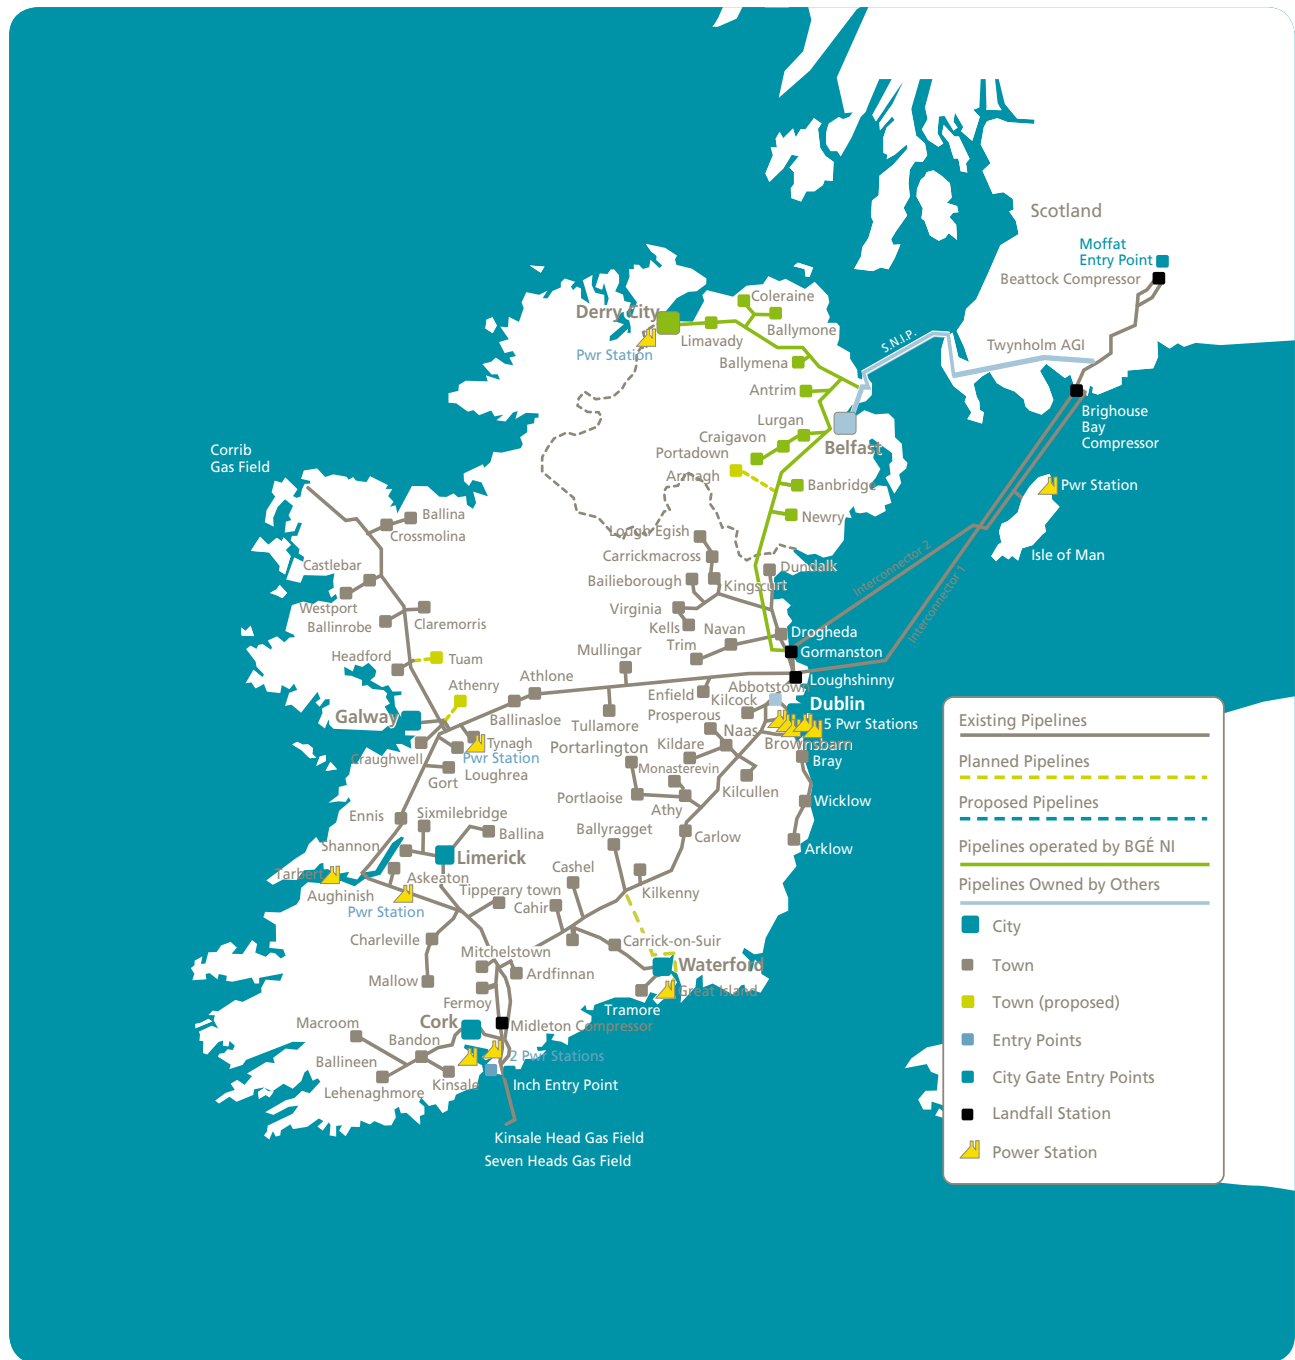 Scotland
Moffat
Entry Point
Beattock Compressor
Coleraine
Derry City
Ballymone
Limavady
S.N.I.P.
Twynholm AGI
Pwr Station
Ballymena
Antrim
Brighouse
Bay
Compressor
Lurgan
Craigavon
Belfast
Portadown
Corrib
Gas Field
Armagh
Banbridge
Pwr Station
Ballina
Newry
Crossmolina
Lough Egish
Isle of Man
Carrickmacross
Castlebar
Dundalk
Interconnector 2
Bailieborough
Kingscurt
Interconnector 1
Westport
Virginia
Ballinrobe
Claremorris
Kells
Navan
Drogheda
Trim
Gormanston
Mullingar
Headford
Tuam
Athlone
Loughshinny
Athenry
Abbotstown
Enfield
Kilcock
Dublin
Galway
Ballinasloe
Prosperous
Tullamore
5 Pwr Stations
Naas
Tynagh
Portarlington
Kildare
Brownsbarn
Craughwell
Pwr Station
Bray
Loughrea
Monasterevin
Gort
Kilcullen
Portlaoise
Wicklow
Athy
Ennis
Sixmilebridge
Ballina
Ballyragget
Carlow
Shannon
Arklow
Limerick
Cashel
Tarbert
Askeaton
Aughinish
Tipperary town
Kilkenny
Cahir
Pwr Station
Charleville
Carrick-on-Suir
Mitchelstown
Waterford
Mallow
Ardfinnan
Great Island
Fermoy
Tramore
Macroom
Cork
Midleton Compressor
Bandon
2 Pwr Stations
Ballineen
Kinsale
Inch Entry Point
Lehenaghmore
Kinsale Head Gas Field
Seven Heads Gas Field
Existing Pipelines
Planned Pipelines
Proposed Pipelines
Pipelines operated by BGÉ NI
Pipelines Owned by Others
City
Town
Town (proposed)
Entry Points
City Gate Entry Points
Landfall Station
Power Station